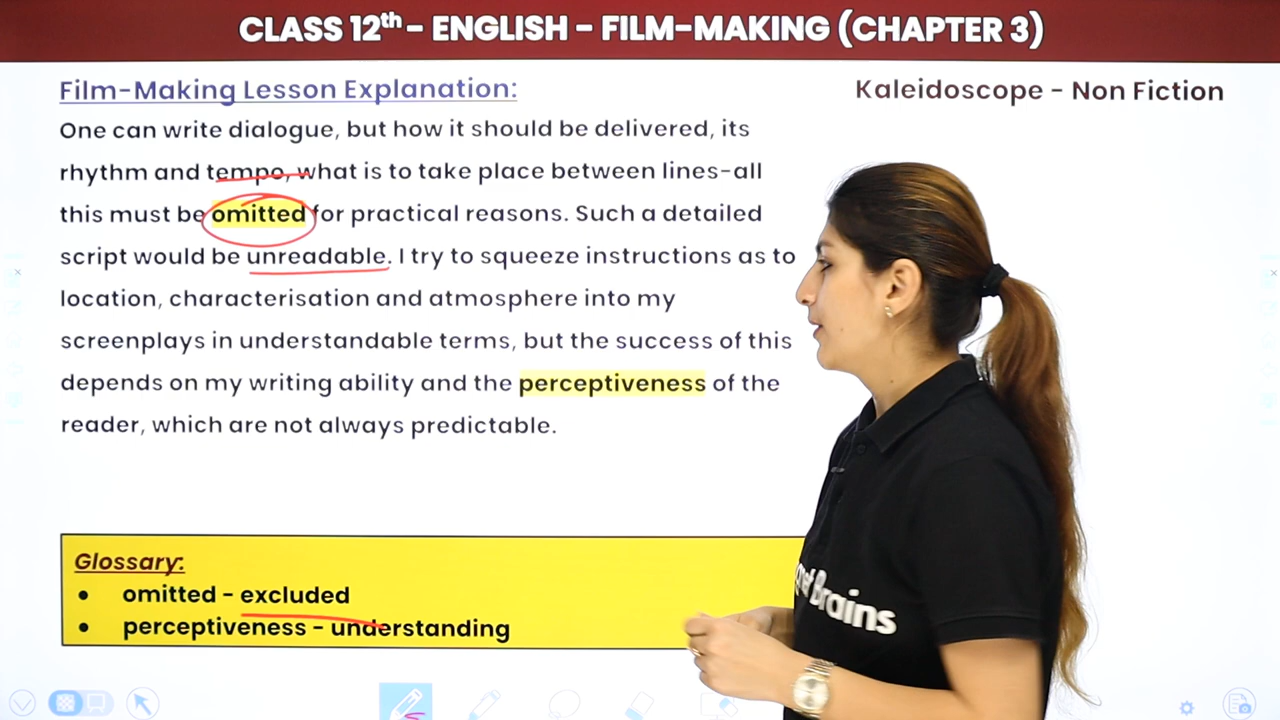 CLASS 12th - ENGLISH - FILM-MAKING (CHAPTER 3)
Film-Making Lesson Explanation:
Kaleidoscope - Non Fiction
One can write dialogue, but how it should be delivered, its
rhythm and tempo, what is to take place between lines-all
this must be omitted for practical reasons. Such a detailed
script would be unreadable. I try to squeeze instructions as to
location, characterisation and atmosphere into my
screenplays in understandable terms, but the success of this
depends on my writing ability and the perceptiveness of the
reader, which are not always predictable.
Glossary:
• omitted - excluded
• perceptiveness - understanding
Brains